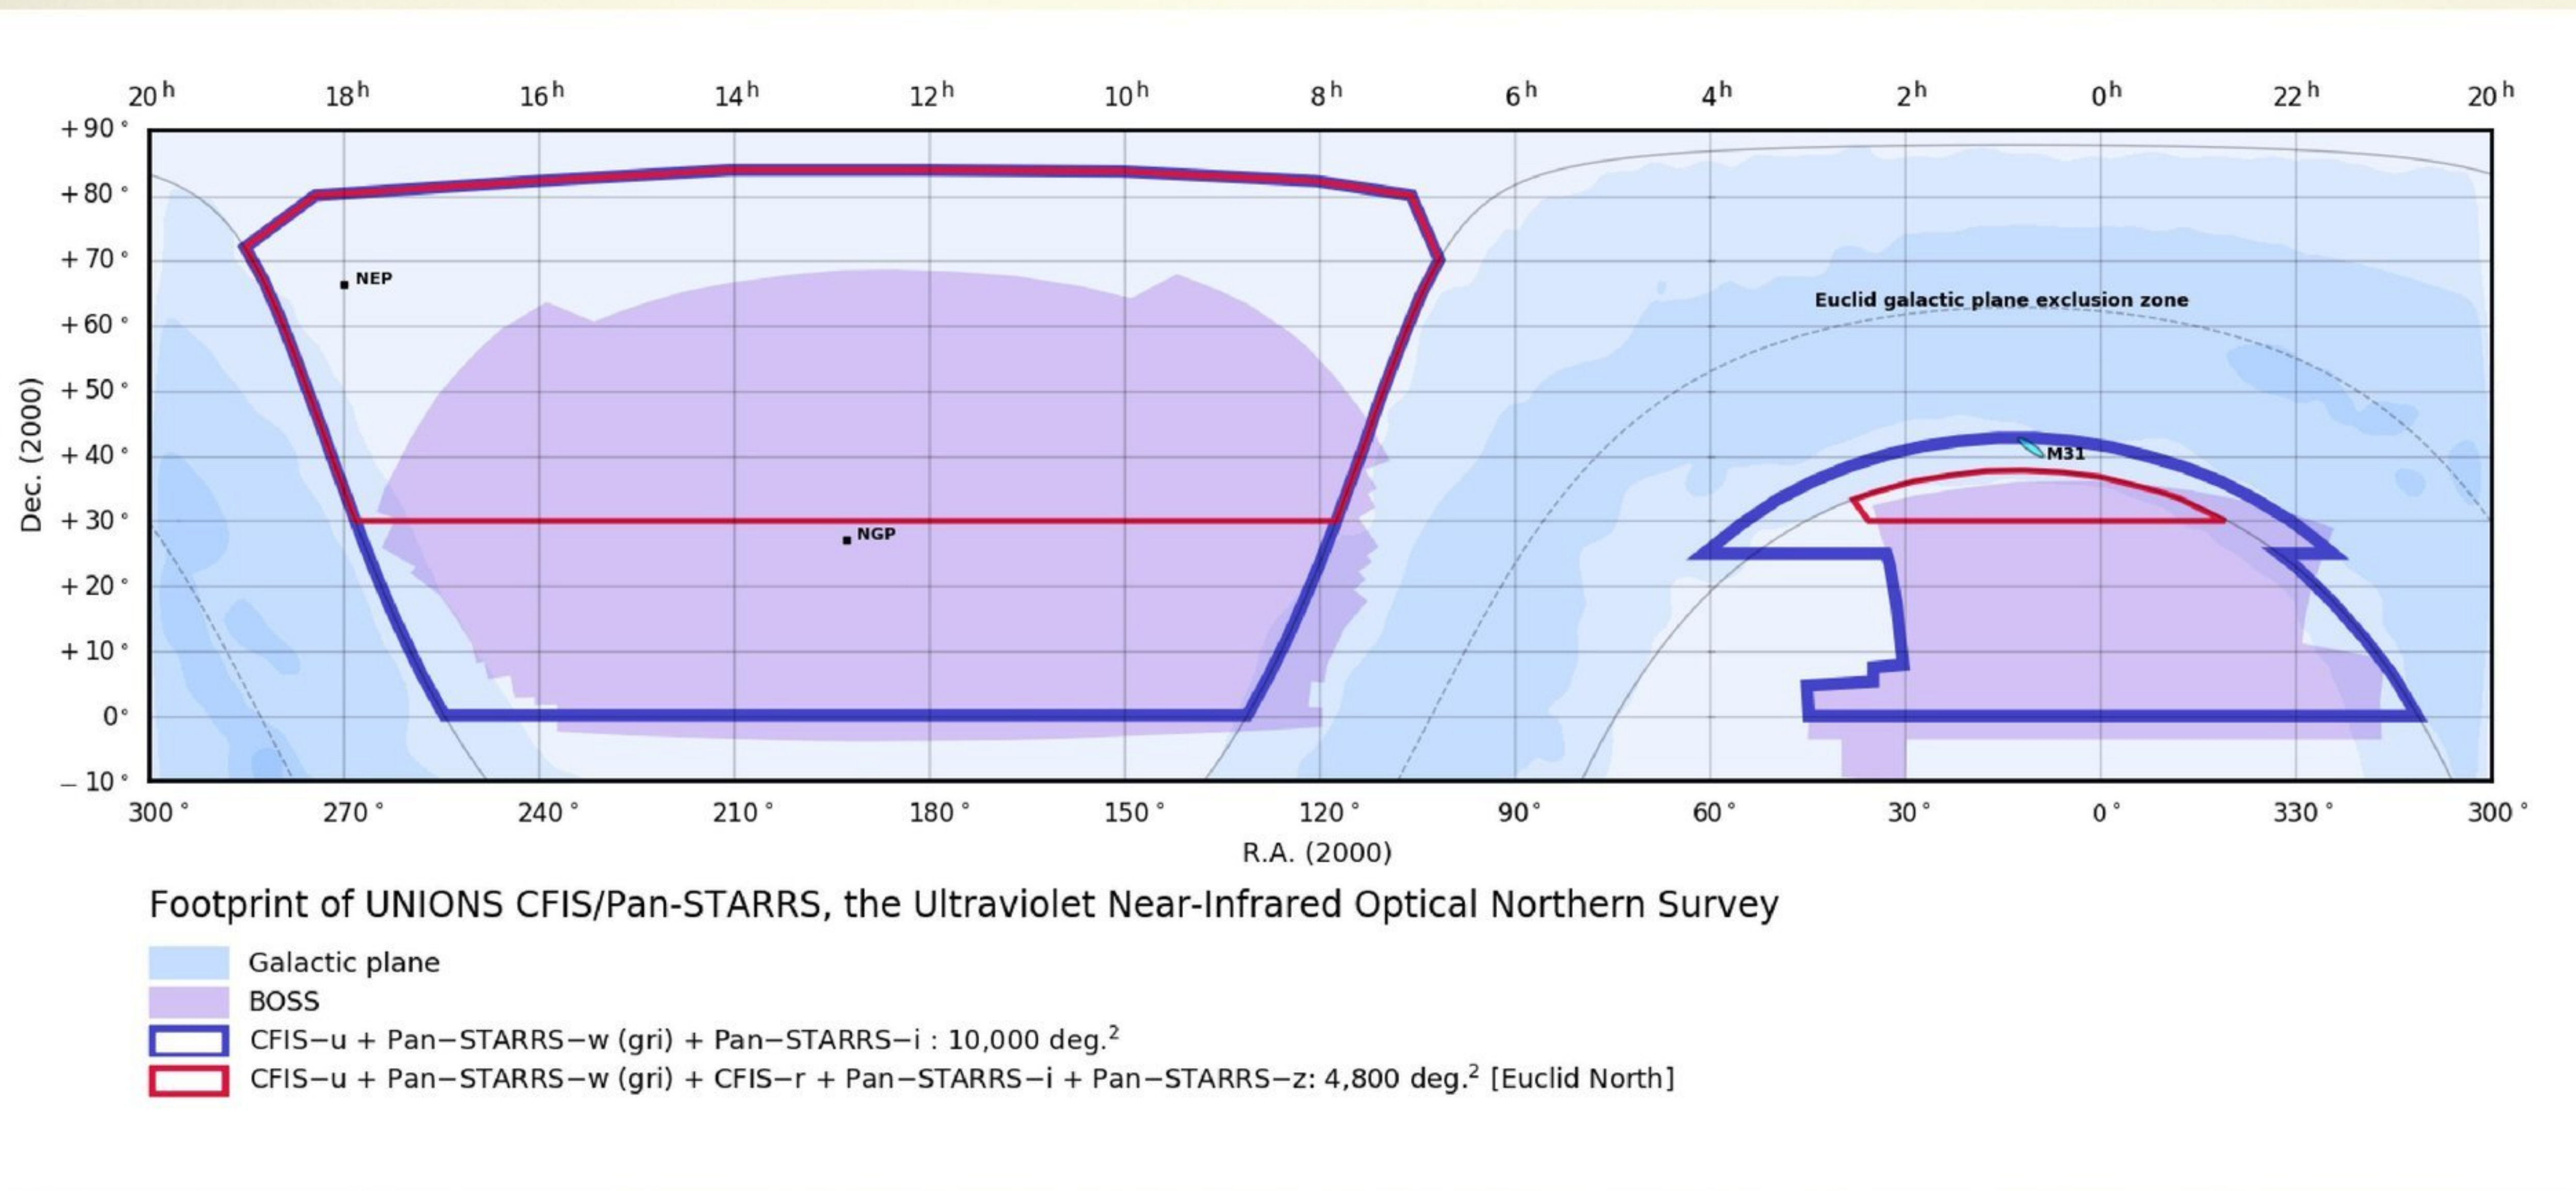 20ʰ 18ʰ 16ʰ 14ʰ 12ʰ 10ʰ 8ʰ 6ʰ 4ʰ 2ʰ 0ʰ 22ʰ 20ʰ
+90°
+80°
+70°
+60°
+50°
+40°
+30°
+20°
+10°
0°
−10°
Dec. (2000)
NEP
NGP
Euclid galactic plane exclusion zone
M31
300° 270° 240° 210° 180° 150° 120° 90° 60° 30° 0° 330° 300°
R.A. (2000)
Footprint of UNIONS CFIS/Pan-STARRS, the Ultraviolet Near-Infrared Optical Northern Survey
Galactic plane
BOSS
CFIS−u + Pan−STARRS−w (gri) + Pan−STARRS−i : 10,000 deg.²
CFIS−u + Pan−STARRS−w (gri) + CFIS−r + Pan−STARRS−i + Pan−STARRS−z: 4,800 deg.² [Euclid North]